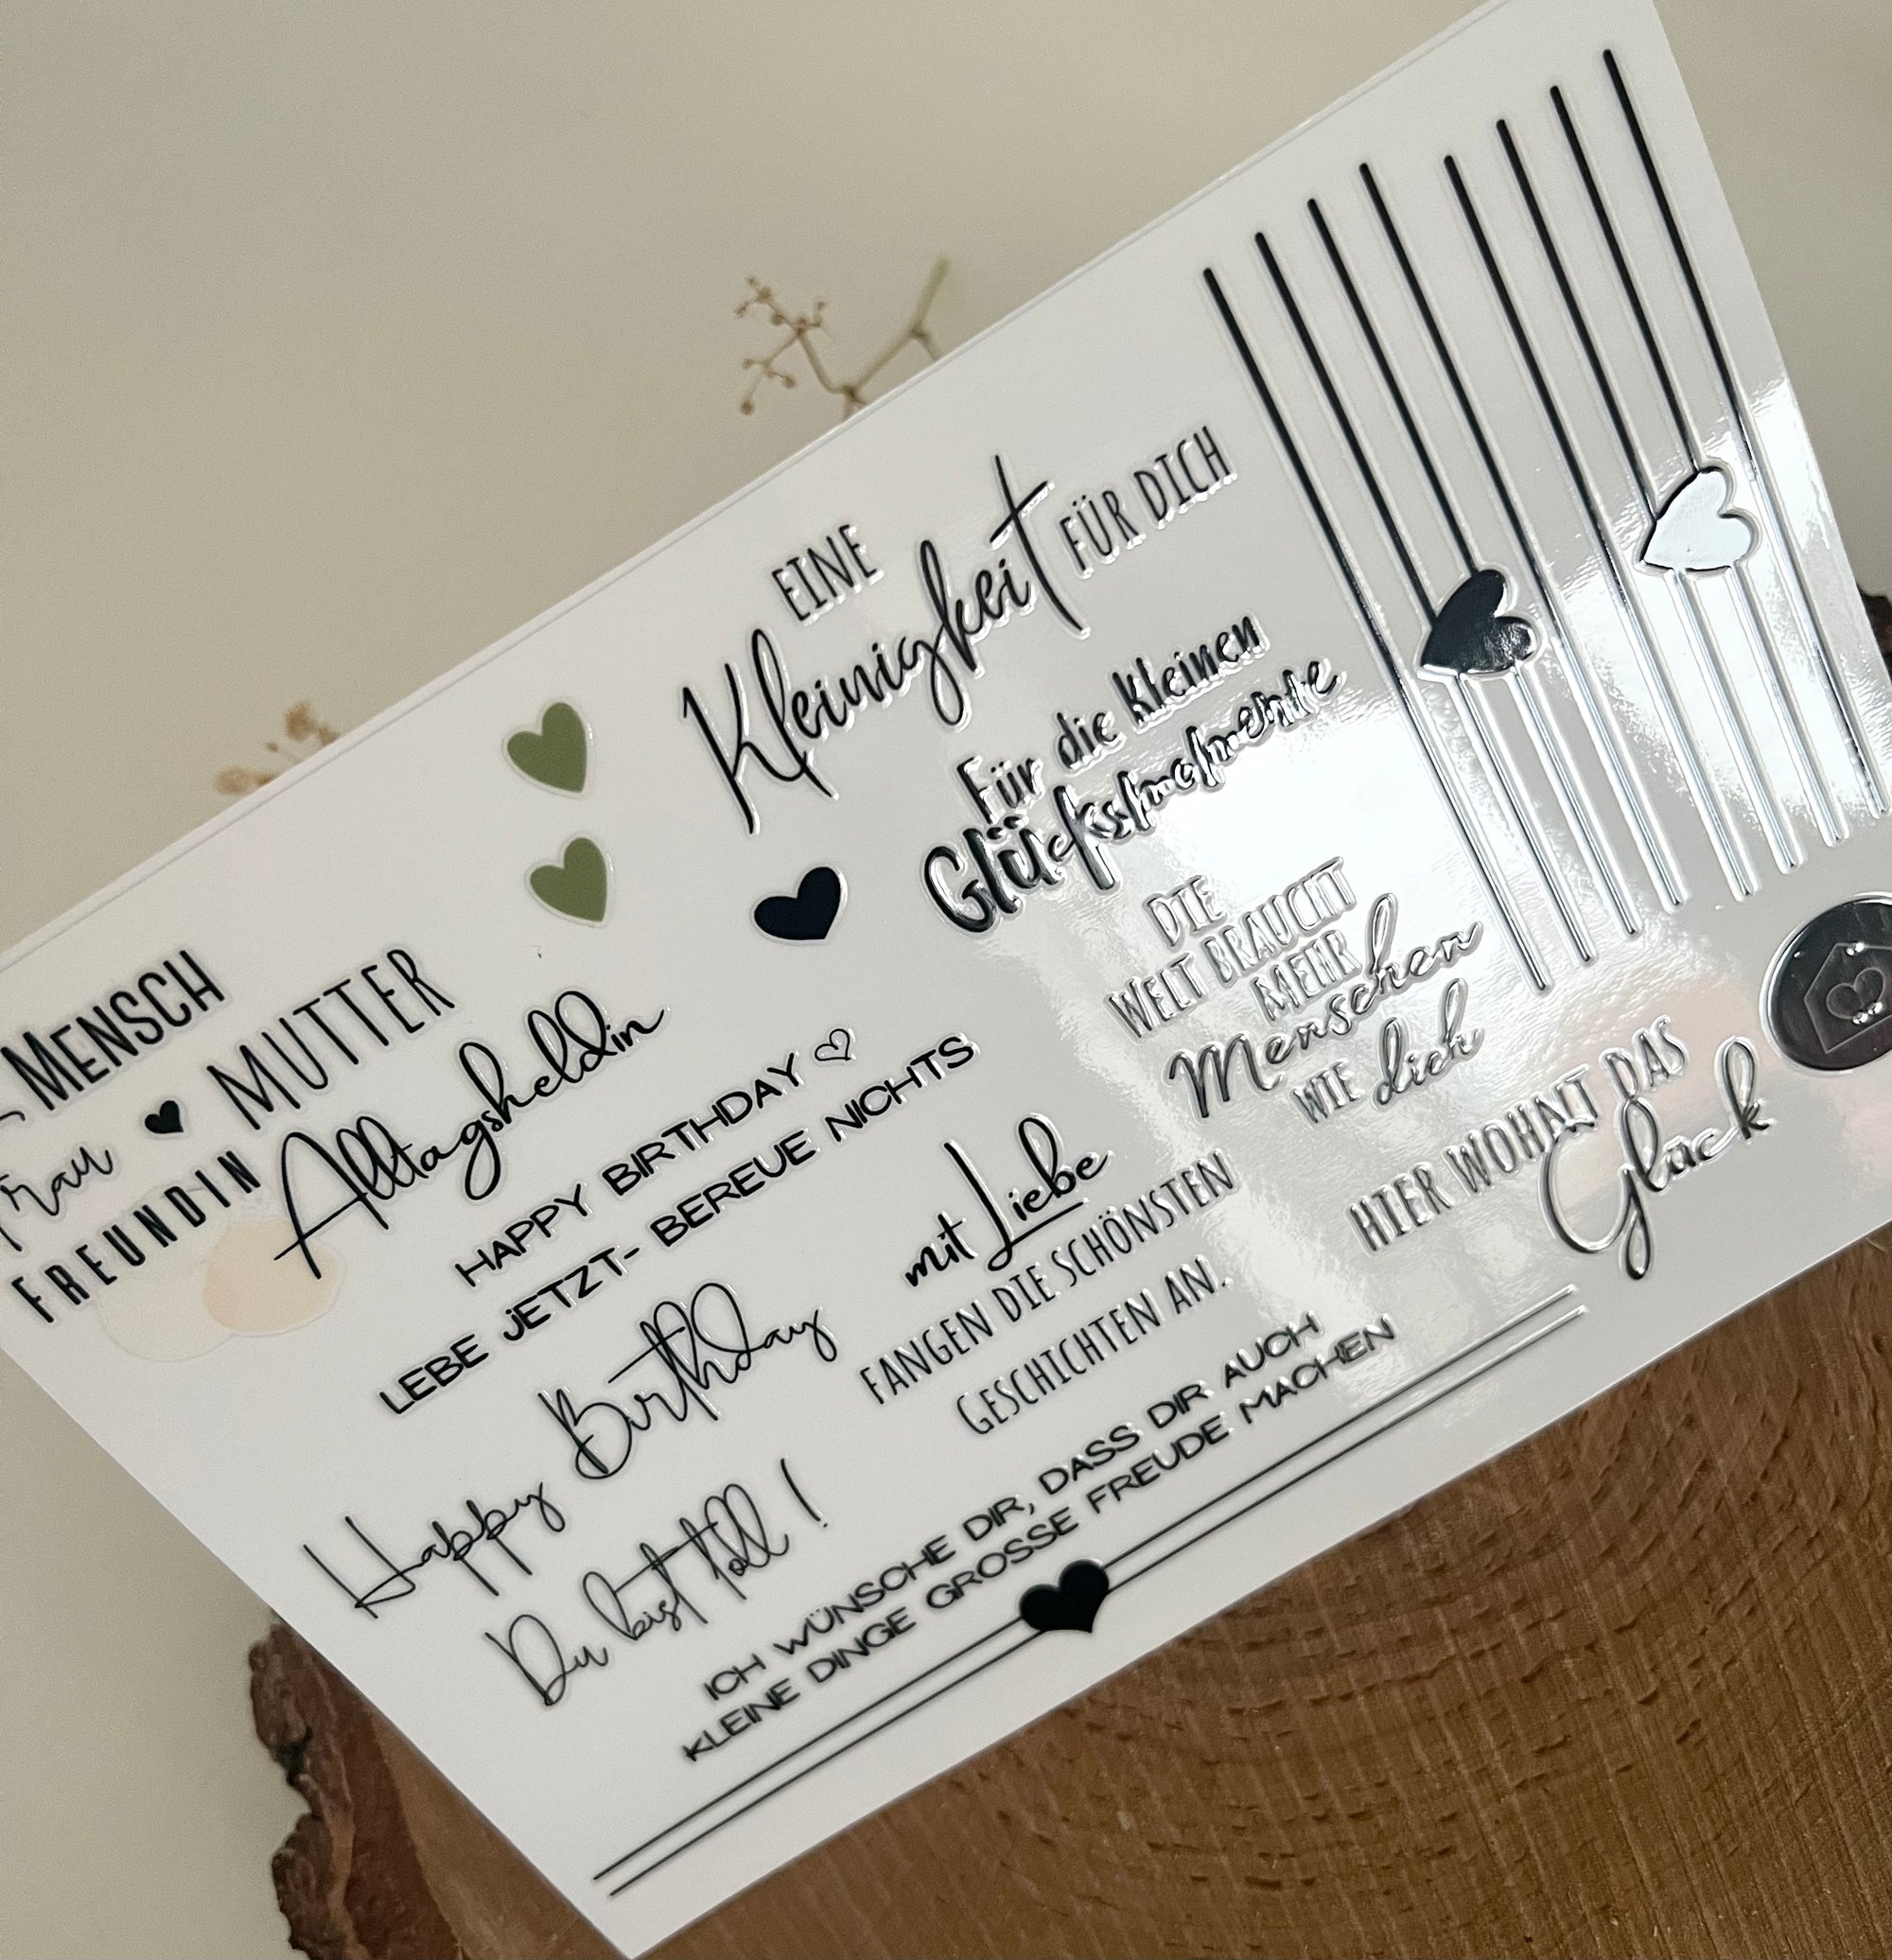 EINE
Kleinigkeit FÜR DICH
Für die kleinen
Glücksmomente
DIE
WELT BRAUCHT
MEHR
Menschen
WIE dich
HIER WOHNT DAS
Glück
MENSCH
Frau MUTTER
FREUNDIN Alltagsheldin
HAPPY BIRTHDAY
LEBE JETZT- BEREUE NICHTS
mit Liebe
FANGEN DIE SCHÖNSTEN
GESCHICHTEN AN.
Happy Birthday
Du bist toll !
ICH WÜNSCHE DIR, DASS DIR AUCH
KLEINE DINGE GROSSE FREUDE MACHEN